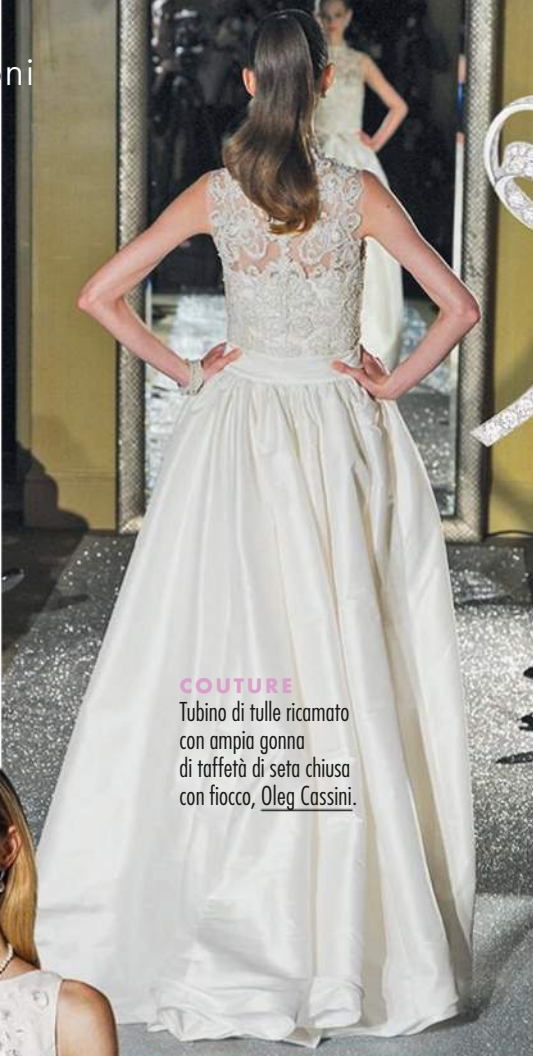 ni
COUTURE
Tubino di tulle ricamato
con ampia gonna
di taffetà di seta chiusa
con fiocco, Oleg Cassini.